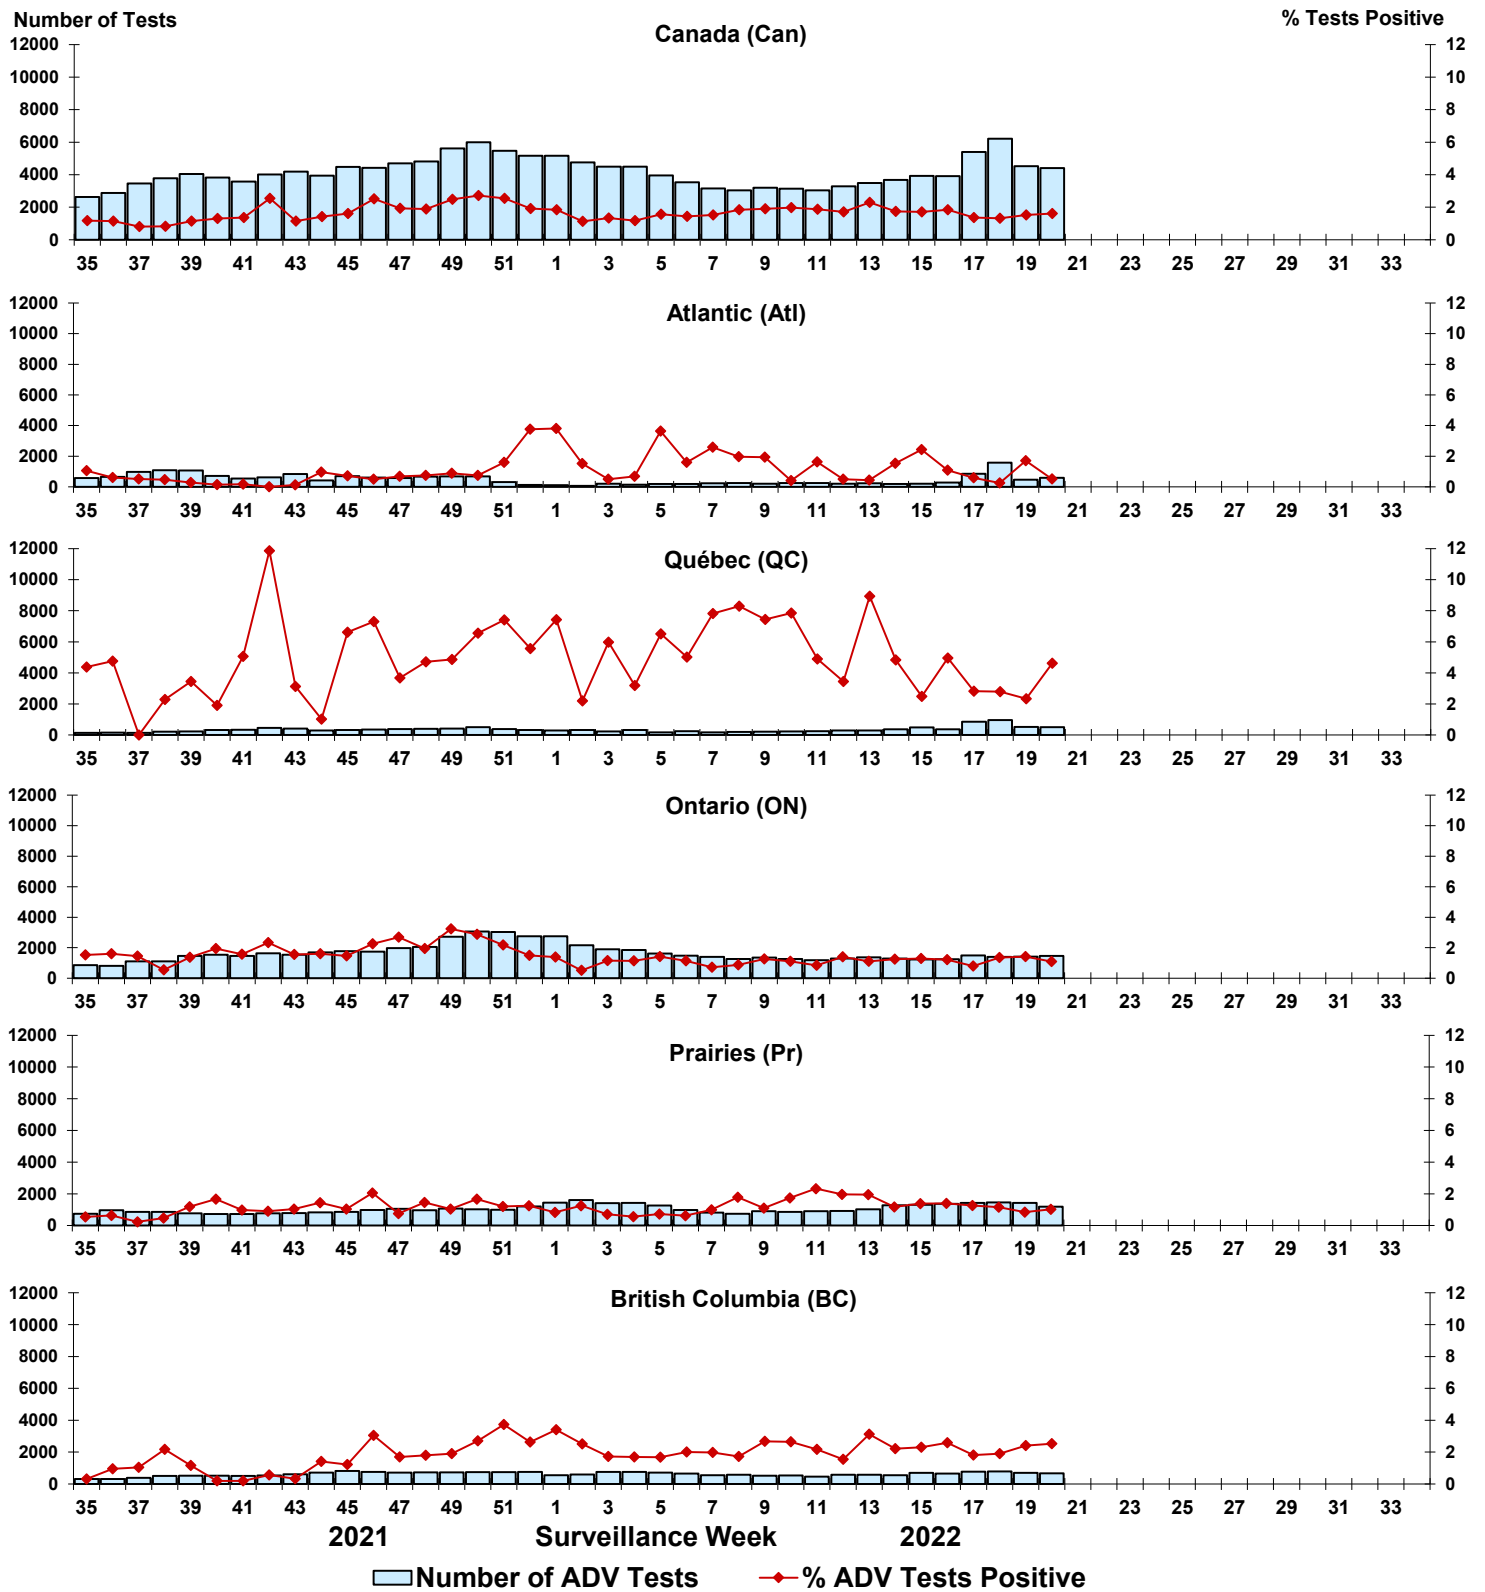 Number of Tests % Tests Positive
Canada (Can)
12000 12
10000 10
8000 8
6000 6
4000 4
2000 2
0 0
35 37 39 41 43 45 47 49 51 1 3 5 7 9 11 13 15 17 19 21 23 25 27 29 31 33
Atlantic (Atl)
12000 12
10000 10
8000 8
6000 6
4000 4
2000 2
0 0
35 37 39 41 43 45 47 49 51 1 3 5 7 9 11 13 15 17 19 21 23 25 27 29 31 33
Québec (QC)
12000 12
10000 10
8000 8
6000 6
4000 4
2000 2
0 0
35 37 39 41 43 45 47 49 51 1 3 5 7 9 11 13 15 17 19 21 23 25 27 29 31 33
Ontario (ON)
12000 12
10000 10
8000 8
6000 6
4000 4
2000 2
0 0
35 37 39 41 43 45 47 49 51 1 3 5 7 9 11 13 15 17 19 21 23 25 27 29 31 33
Prairies (Pr)
12000 12
10000 10
8000 8
6000 6
4000 4
2000 2
0 0
35 37 39 41 43 45 47 49 51 1 3 5 7 9 11 13 15 17 19 21 23 25 27 29 31 33
British Columbia (BC)
12000 12
10000 10
8000 8
6000 6
4000 4
2000 2
0 0
35 37 39 41 43 45 47 49 51 1 3 5 7 9 11 13 15 17 19 21 23 25 27 29 31 33
2021 Surveillance Week 2022
Number of ADV Tests % ADV Tests Positive